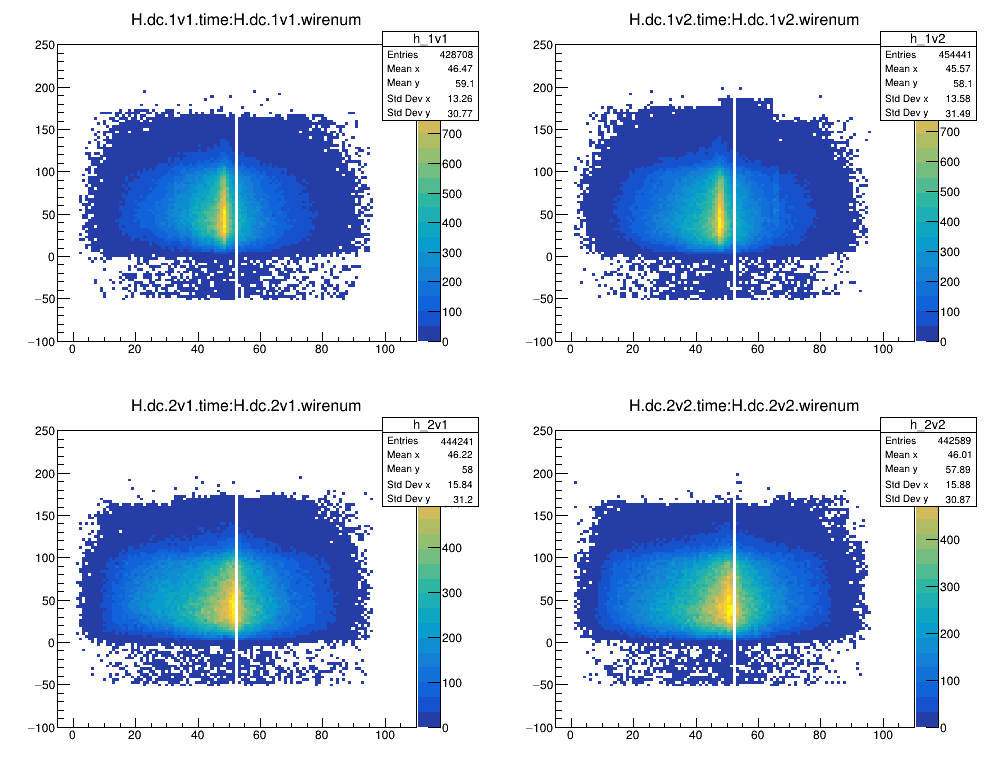 H.dc.1v1.time:H.dc.1v1.wirenum
h_1v1
Entries 428708
Mean x 46.47
Mean y 59.1
Std Dev x 13.26
Std Dev y 30.77
250
200
150
100
50
0
−50
−100
0 20 40 60 80 100
700
600
500
400
300
200
100
0
H.dc.1v2.time:H.dc.1v2.wirenum
h_1v2
Entries 454441
Mean x 45.57
Mean y 58.1
Std Dev x 13.58
Std Dev y 31.49
250
200
150
100
50
0
−50
−100
0 20 40 60 80 100
700
600
500
400
300
200
100
0
H.dc.2v1.time:H.dc.2v1.wirenum
h_2v1
Entries 444241
Mean x 46.22
Mean y 58
Std Dev x 15.84
Std Dev y 31.2
250
200
150
100
50
0
−50
−100
0 20 40 60 80 100
400
300
200
100
0
H.dc.2v2.time:H.dc.2v2.wirenum
h_2v2
Entries 442589
Mean x 46.01
Mean y 57.89
Std Dev x 15.88
Std Dev y 30.87
250
200
150
100
50
0
−50
−100
0 20 40 60 80 100
400
300
200
100
0